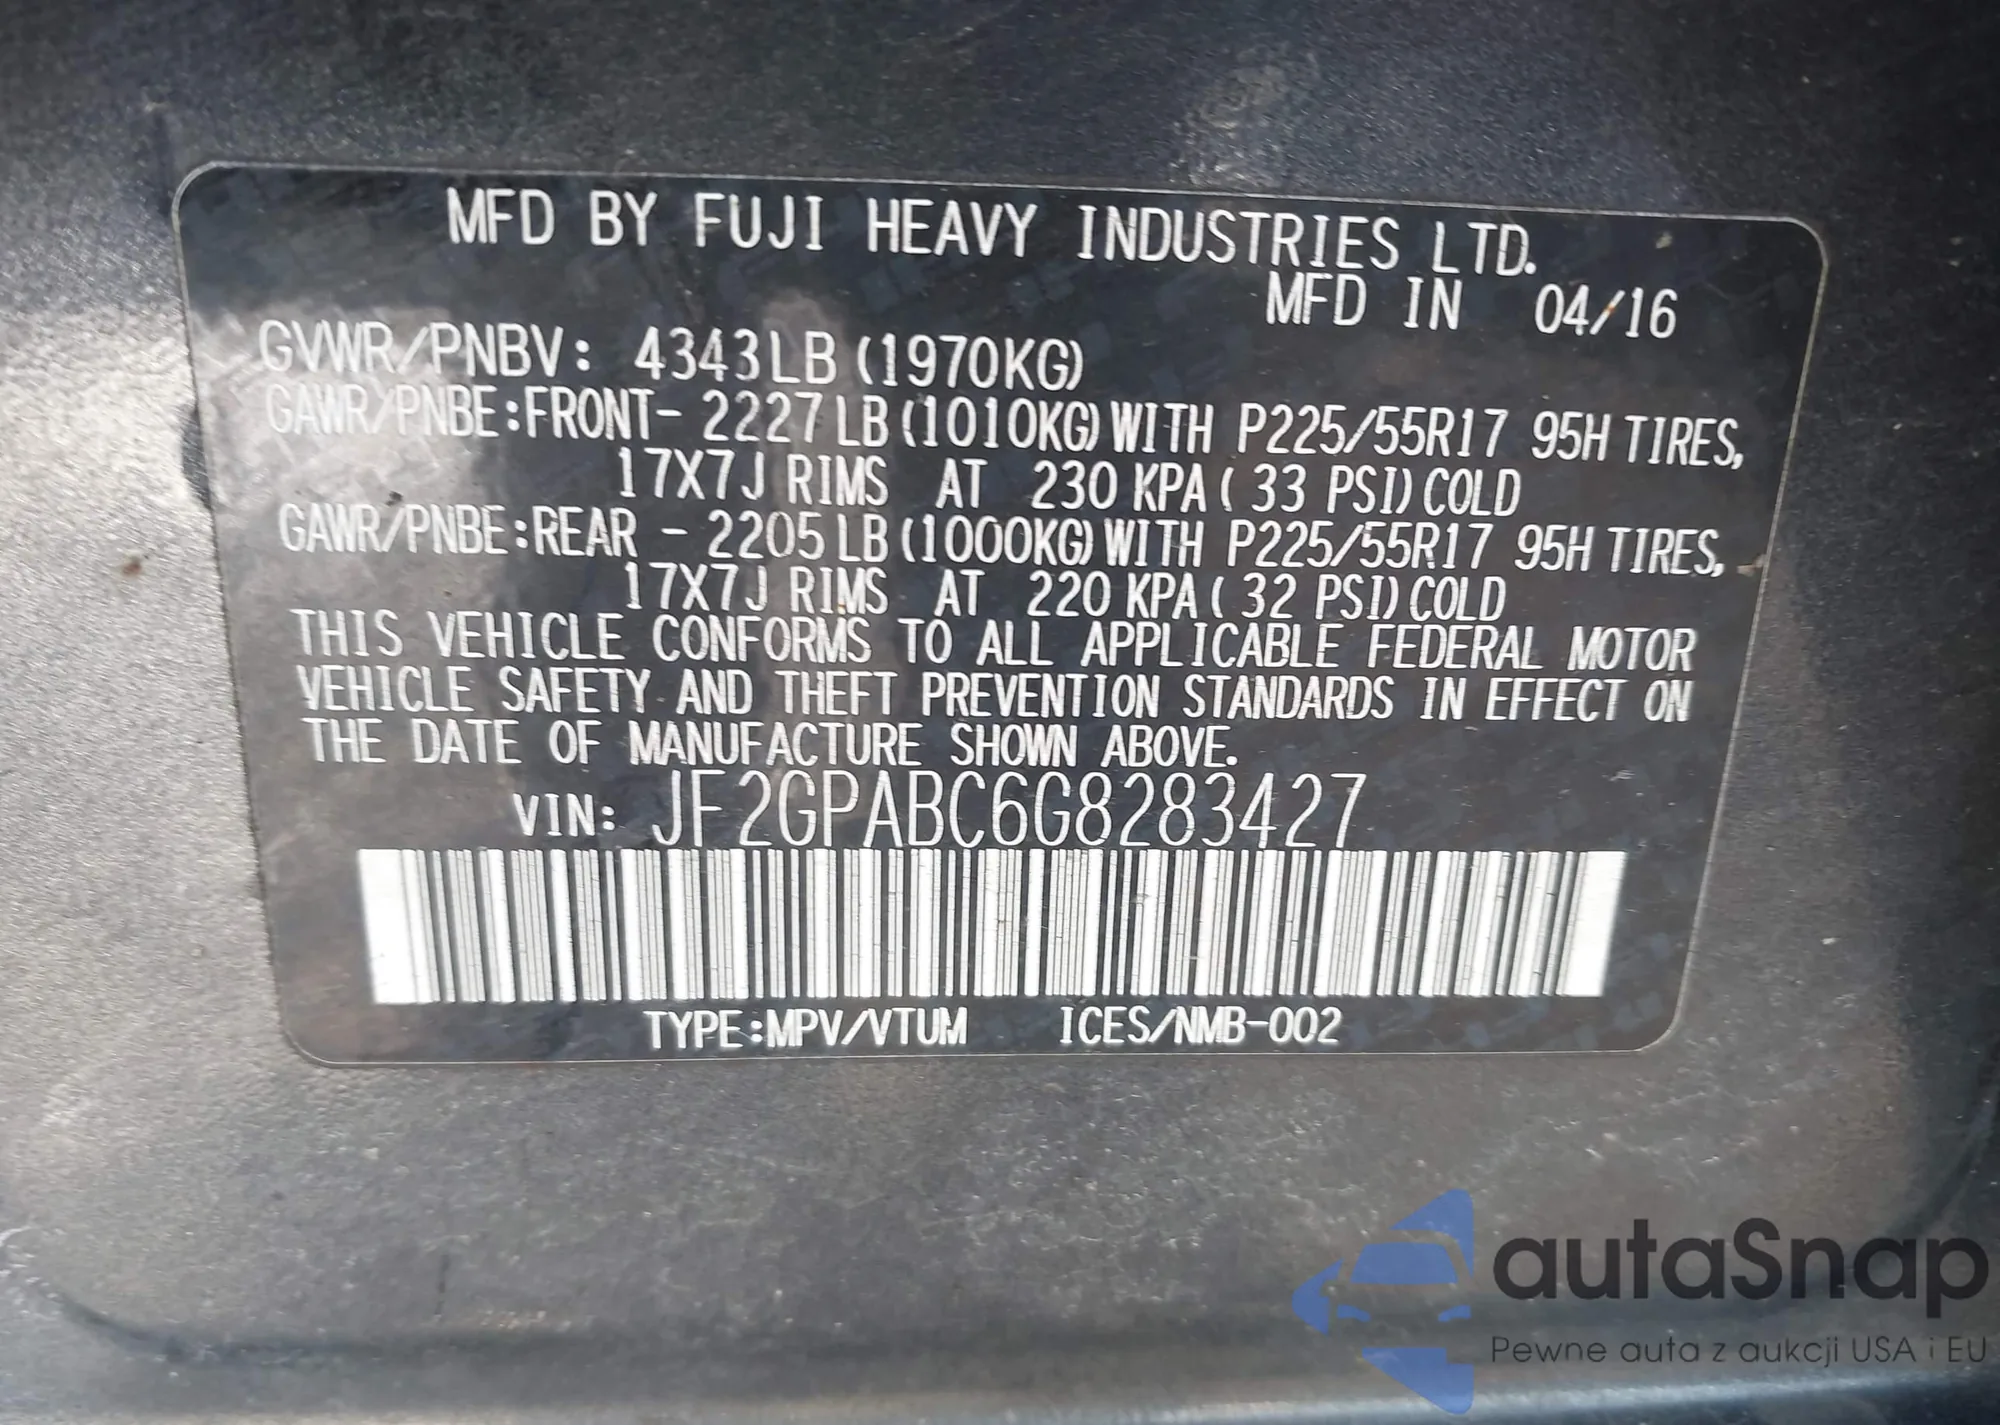 MFD BY FUJI HEAVY INDUSTRIES LTD.
MFD IN 04/16
GVWR/PNBV: 4343LB (1970KG)
GAWR/PNBE:FRONT- 2227LB(1010KG)WITH P225/55R17 95H TIRES,
17X7J RIMS AT 230 KPA( 33 PSI)COLD
GAWR/PNBE:REAR - 2205LB(1000KG)WITH P225/55R17 95H TIRES,
17X7J RIMS AT 220 KPA( 32 PSI)COLD
THIS VEHICLE CONFORMS TO ALL APPLICABLE FEDERAL MOTOR
VEHICLE SAFETY AND THEFT PREVENTION STANDARDS IN EFFECT ON
THE DATE OF MANUFACTURE SHOWN ABOVE.
VIN: JF2GPABC6G8283427
TYPE:MPV/VTUM ICES/NMB-002
autaSnap
Pewne auta z aukcji USA i EU